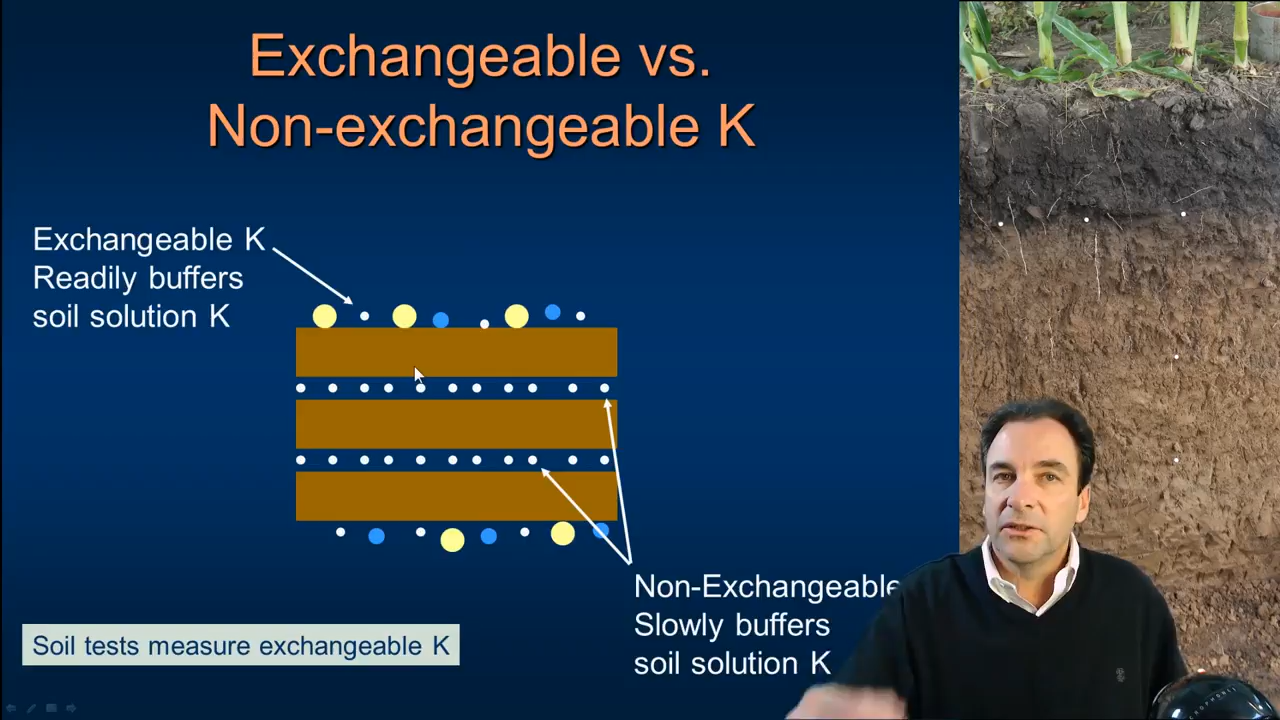 Exchangeable vs.
Non-exchangeable K
Exchangeable K
Readily buffers
soil solution K
Non-Exchangeable
Slowly buffers
soil solution K
Soil tests measure exchangeable K